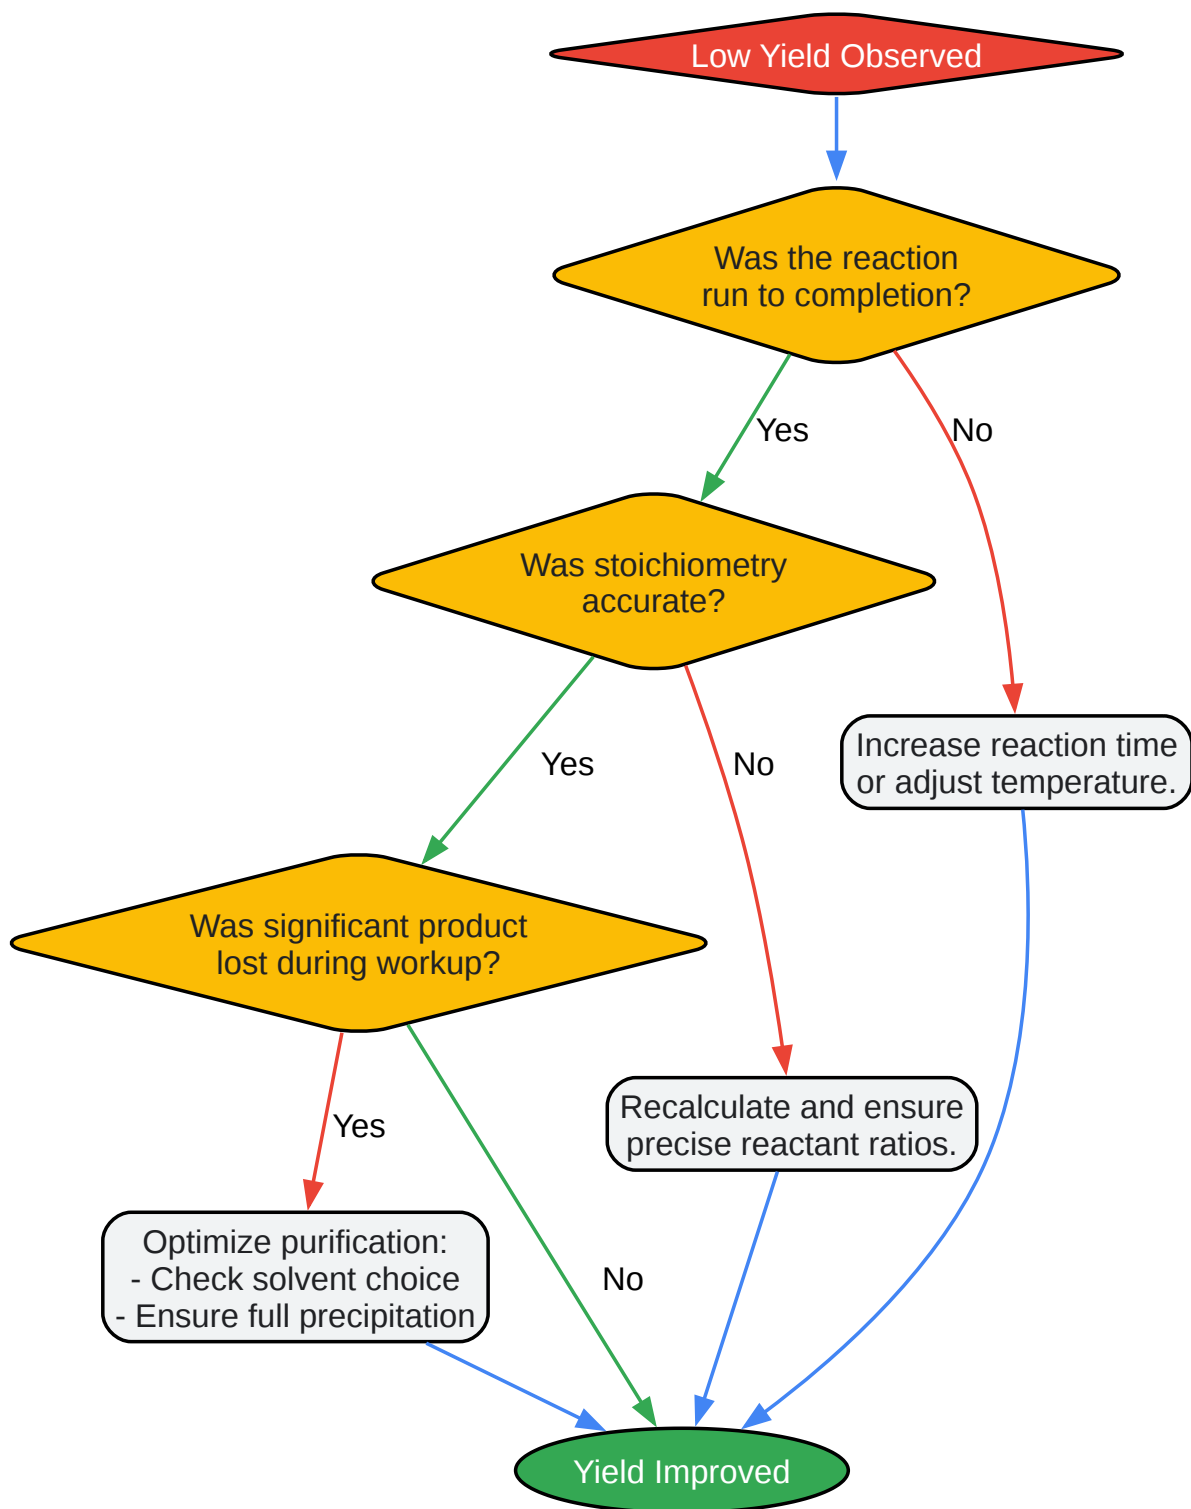 Low Yield Observed
Was the reaction
run to completion?
Yes
No
Was stoichiometry
accurate?
Yes
No
Increase reaction time
or adjust temperature.
Was significant product
lost during workup?
Yes
No
Recalculate and ensure
precise reactant ratios.
Optimize purification:
- Check solvent choice
- Ensure full precipitation
Yield Improved